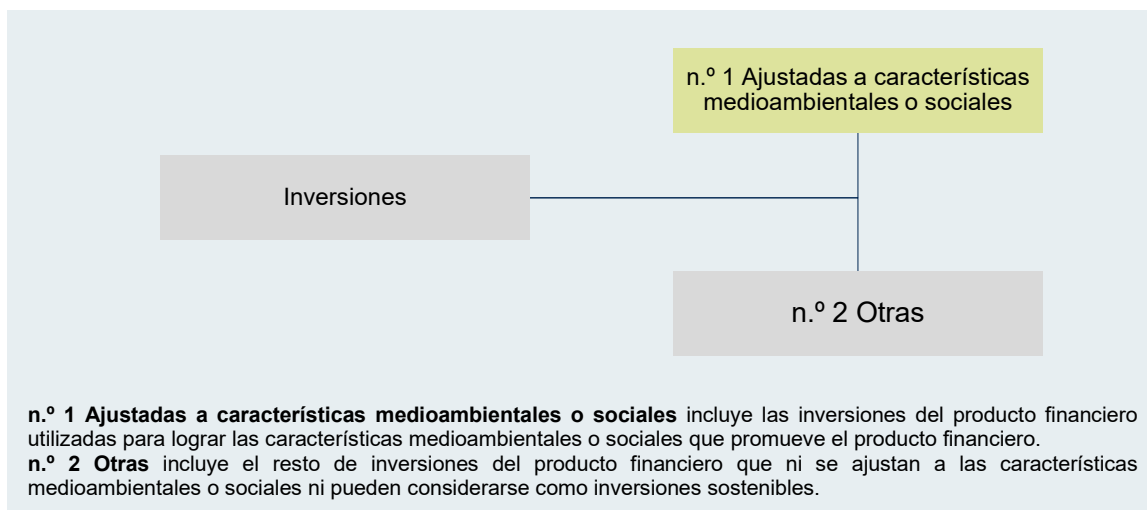 n.º 1 Ajustadas a características
medioambientales o sociales
Inversiones
n.º 2 Otras
n.º 1 Ajustadas a características medioambientales o sociales incluye las inversiones del producto financiero
utilizadas para lograr las características medioambientales o sociales que promueve el producto financiero.
n.º 2 Otras incluye el resto de inversiones del producto financiero que ni se ajustan a las características
medioambientales o sociales ni pueden considerarse como inversiones sostenibles.